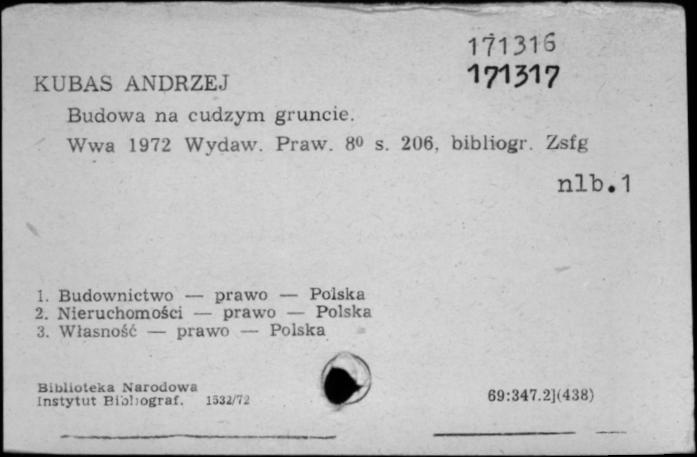 171316
171317
KUBAS ANDRZEJ
Budowa na cudzym gruncie.
Wwa 1972 Wydaw. Praw. 8⁰ s. 206, bibliogr. Zsfg
nlb.1
1. Budownictwo — prawo — Polska
2. Nieruchomości — prawo — Polska
3. Własność — prawo — Polska
Biblioteka Narodowa
Instytut Bibliograf. 1532/72
69:347.2](438)